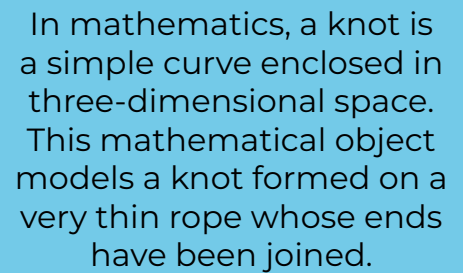 In mathematics, a knot is
a simple curve enclosed in
three-dimensional space.
This mathematical object
models a knot formed on a
very thin rope whose ends
have been joined.